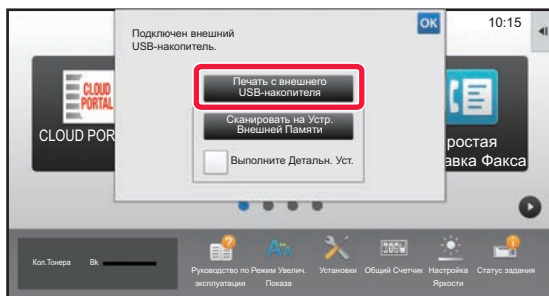 Подключен внешний
USB-накопитель.
OK
10:15
Печать с внешнего
USB-накопителя
Сканировать на Устр.
Внешней Памяти
Выполните Детальн. Уст.
CLOUD
PORTAL
CLOUD POR
ростая
авка Факса
Кол.Тонера Bk
Руководство по
эксплуатации
Режим Увелич.
Показа
Установки
Общий Счетчик
Настройка
Яркости
Статус задания